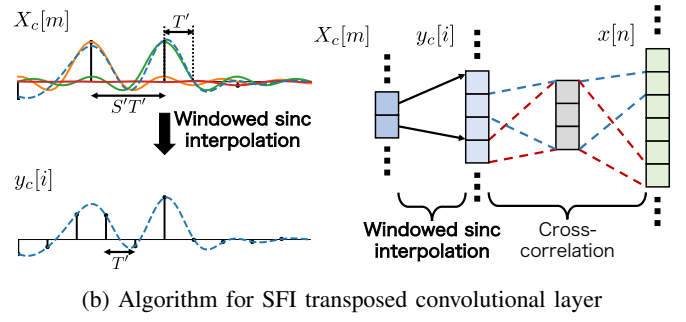 X_c[m]
T′
S′T′
Windowed sinc
interpolation
y_c[i]
T′
X_c[m]
y_c[i]
x[n]
Windowed sinc
interpolation
Cross-
correlation
(b) Algorithm for SFI transposed convolutional layer